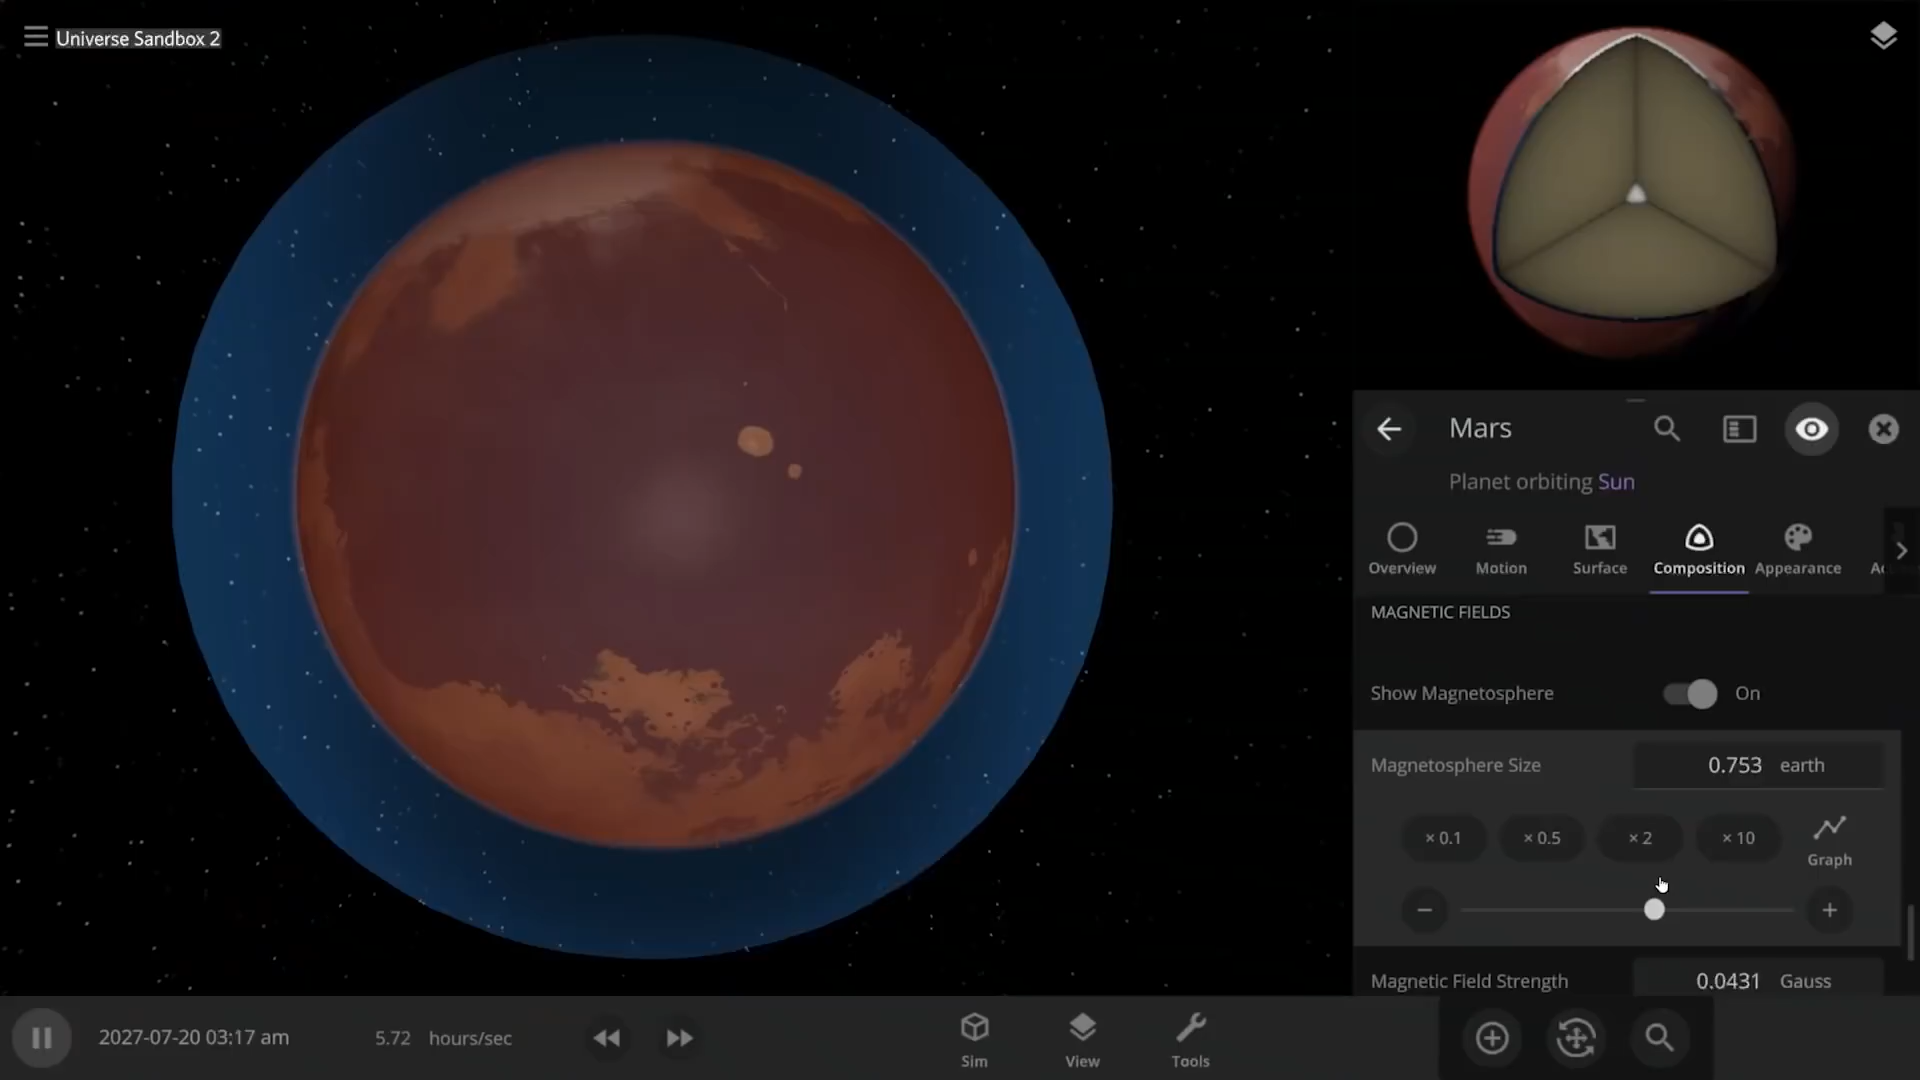 Universe Sandbox 2
Mars
Planet orbiting Sun
Overview
Motion
Surface
Composition
Appearance
MAGNETIC FIELDS
Show Magnetosphere On
Magnetosphere Size 0.753 earth
× 0.1 × 0.5 × 2 × 10
Graph
Magnetic Field Strength 0.0431 Gauss
2027-07-20 03:17 am 5.72 hours/sec
Sim
View
Tools